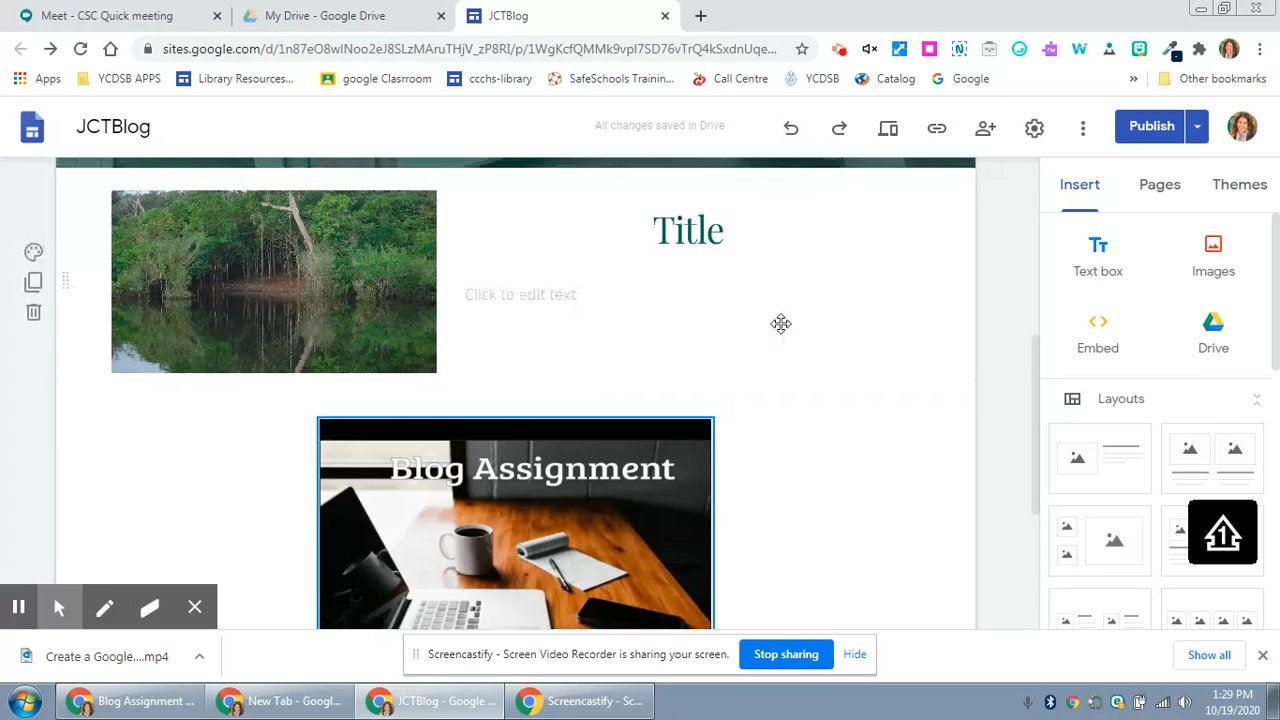 Meet - CSC Quick meeting
My Drive - Google Drive
JCTBlog
sites.google.com/d/1n87eO8wlNoo2eJ8SLzMAruTHjV_zP8RI/p/1WgKcfQMMk9vpl7SD76vTrQ4kSxdnUqe...
Apps
YCDSB APPS
Library Resources...
google Classroom
ccchs-library
SafeSchools Trainin...
Call Centre
YCDSB
Catalog
Google
Other bookmarks
JCTBlog
All changes saved in Drive
Publish
Insert
Pages
Themes
Title
Click to edit text
Text box
Images
Embed
Drive
Layouts
Blog Assignment
1
Create a Google....mp4
Screencastify - Screen Video Recorder is sharing your screen.
Stop sharing
Hide
Show all
Blog Assignment ...
New Tab - Googl...
JCTBlog - Google ...
Screencastify - Sc...
1:29 PM
10/19/2020